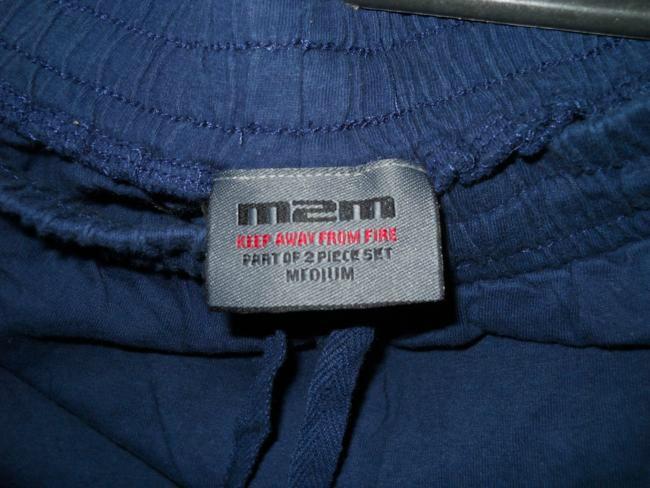 m2m
KEEP AWAY FROM FIRE
PART OF 2 PIECE SET
MEDIUM